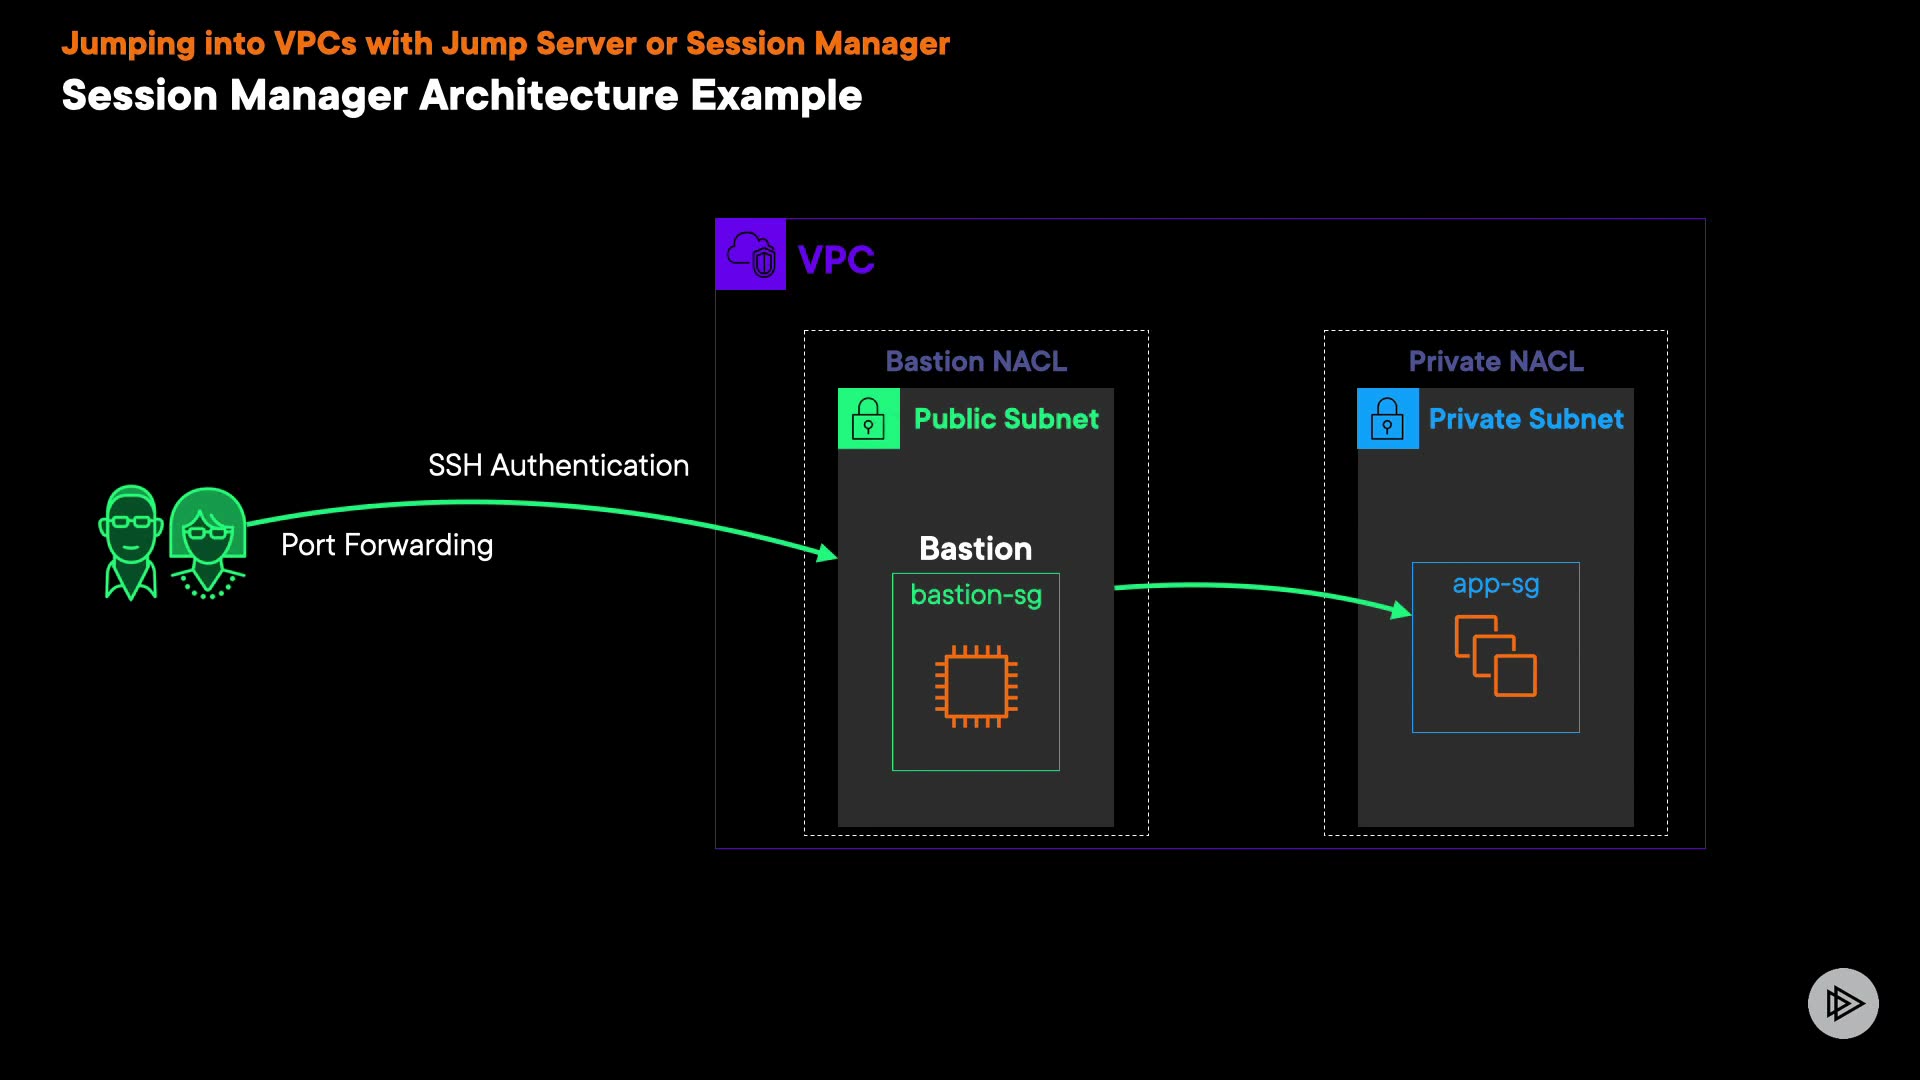 Jumping into VPCs with Jump Server or Session Manager
Session Manager Architecture Example
VPC
Bastion NACL
Private NACL
Public Subnet
Private Subnet
SSH Authentication
Port Forwarding
Bastion
bastion-sg
app-sg